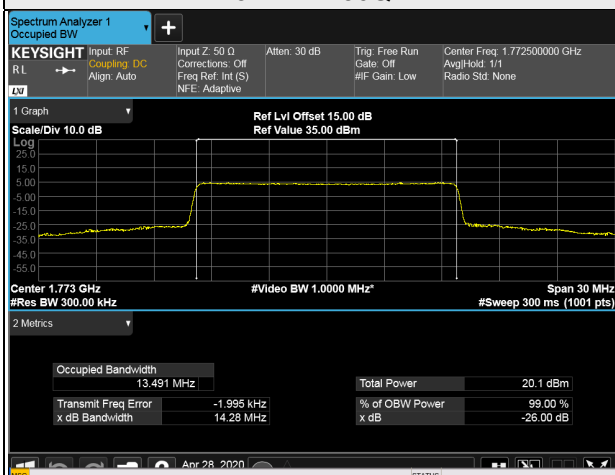 Spectrum Analyzer 1
Occupied BW
+
KEYSIGHT Input: RF Input Z: 50 Ω Atten: 30 dB Trig: Free Run Center Freq: 1.772500000 GHz
RL Coupling: DC Corrections: Off Gate: Off Avg|Hold: 1/1
Align: Auto Freq Ref: Int (S) #IF Gain: Low Radio Std: None
LXI NFE: Adaptive
1 Graph
Ref Lvl Offset 15.00 dB
Scale/Div 10.0 dB Ref Value 35.00 dBm
Log
25.0
15.0
5.00
-5.00
-15.0
-25.0
-35.0
-45.0
-55.0
Center 1.773 GHz #Video BW 1.0000 MHz* Span 30 MHz
#Res BW 300.00 kHz #Sweep 300 ms (1001 pts)
2 Metrics
Occupied Bandwidth
13.491 MHz Total Power 20.1 dBm
Transmit Freq Error -1.995 kHz % of OBW Power 99.00 %
x dB Bandwidth 14.28 MHz x dB -26.00 dB
Apr 28, 2020
MSG STATUS